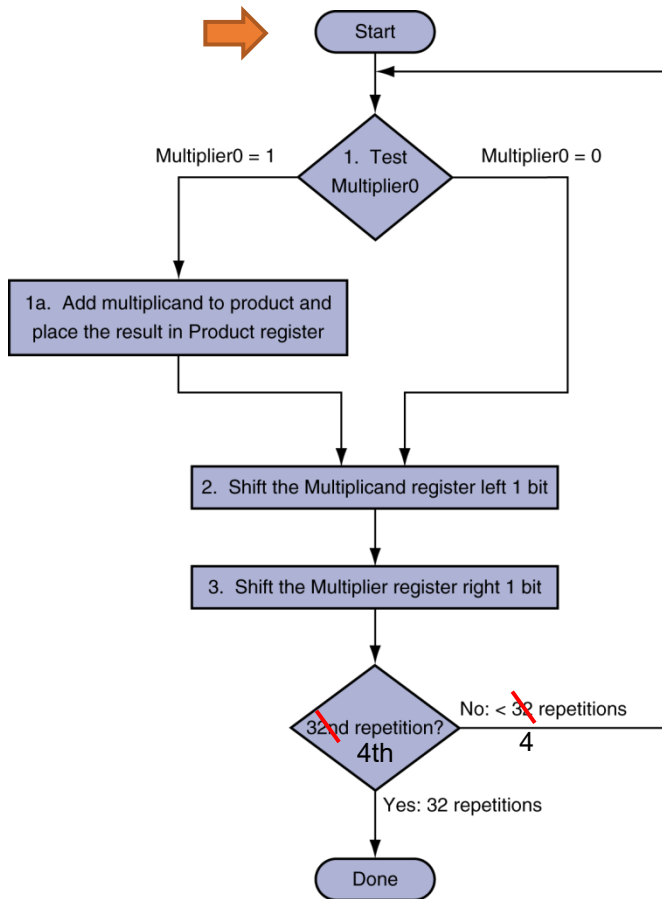 Start
Multiplier0 = 1
1. Test
Multiplier0
Multiplier0 = 0
1a. Add multiplicand to product and
place the result in Product register
2. Shift the Multiplicand register left 1 bit
3. Shift the Multiplier register right 1 bit
32nd repetition?
4th
No: < 32 repetitions
4
Yes: 32 repetitions
Done